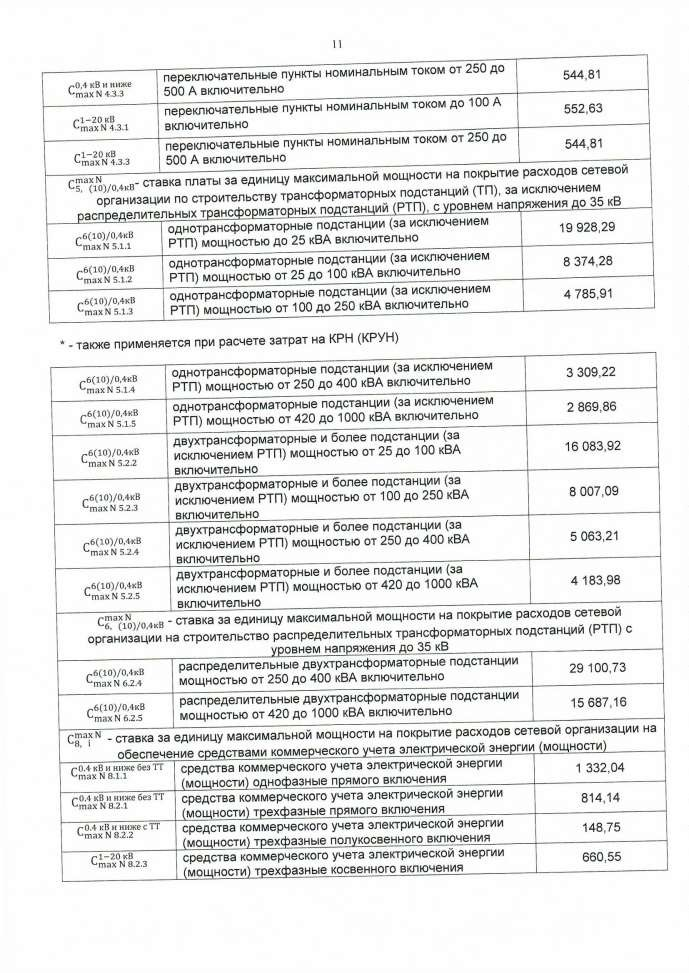 11
C^{0,4 кВ и ниже}_{max N 4.3.3} переключательные пункты номинальным током от 250 до 544,81
500 А включительно
C^{1−20 кВ}_{max N 4.3.1} переключательные пункты номинальным током до 100 А 552,63
включительно
C^{1−20 кВ}_{max N 4.3.3} переключательные пункты номинальным током от 250 до 544,81
500 А включительно
C^{max N}_{5, (10)/0,4кВ}- ставка платы за единицу максимальной мощности на покрытие расходов сетевой
организации по строительству трансформаторных подстанций (ТП), за исключением
распределительных трансформаторных подстанций (РТП), с уровнем напряжения до 35 кВ
C^{6(10)/0,4кВ}_{max N 5.1.1} однотрансформаторные подстанции (за исключением 19 928,29
РТП) мощностью до 25 кВА включительно
C^{6(10)/0,4кВ}_{max N 5.1.2} однотрансформаторные подстанции (за исключением 8 374,28
РТП) мощностью от 25 до 100 кВА включительно
C^{6(10)/0,4кВ}_{max N 5.1.3} однотрансформаторные подстанции (за исключением 4 785,91
РТП) мощностью от 100 до 250 кВА включительно
* - также применяется при расчете затрат на КРН (КРУН)
C^{6(10)/0,4кВ}_{max N 5.1.4} однотрансформаторные подстанции (за исключением 3 309,22
РТП) мощностью от 250 до 400 кВА включительно
C^{6(10)/0,4кВ}_{max N 5.1.5} однотрансформаторные подстанции (за исключением 2 869,86
РТП) мощностью от 420 до 1000 кВА включительно
C^{6(10)/0,4кВ}_{max N 5.2.2} двухтрансформаторные и более подстанции (за 16 083,92
исключением РТП) мощностью от 25 до 100 кВА
включительно
C^{6(10)/0,4кВ}_{max N 5.2.3} двухтрансформаторные и более подстанции (за 8 007,09
исключением РТП) мощностью от 100 до 250 кВА
включительно
C^{6(10)/0,4кВ}_{max N 5.2.4} двухтрансформаторные и более подстанции (за 5 063,21
исключением РТП) мощностью от 250 до 400 кВА
включительно
C^{6(10)/0,4кВ}_{max N 5.2.5} двухтрансформаторные и более подстанции (за 4 183,98
исключением РТП) мощностью от 420 до 1000 кВА
включительно
C^{max N}_{6, (10)/0,4кВ} - ставка за единицу максимальной мощности на покрытие расходов сетевой
организации на строительство распределительных трансформаторных подстанций (РТП) с
уровнем напряжения до 35 кВ
C^{6(10)/0,4кВ}_{max N 6.2.4} распределительные двухтрансформаторные подстанции 29 100,73
мощностью от 250 до 400 кВА включительно
C^{6(10)/0,4кВ}_{max N 6.2.5} распределительные двухтрансформаторные подстанции 15 687,16
мощностью от 420 до 1000 кВА включительно
C^{max N}_{8, i} - ставка за единицу максимальной мощности на покрытие расходов сетевой организации на
обеспечение средствами коммерческого учета электрической энергии (мощности)
C^{0.4 кВ и ниже без ТТ}_{max N 8.1.1} средства коммерческого учета электрической энергии 1 332,04
(мощности) однофазные прямого включения
C^{0.4 кВ и ниже без ТТ}_{max N 8.2.1} средства коммерческого учета электрической энергии 814,14
(мощности) трехфазные прямого включения
C^{0.4 кВ и ниже с ТТ}_{max N 8.2.2} средства коммерческого учета электрической энергии 148,75
(мощности) трехфазные полукосвенного включения
C^{1−20 кВ}_{max N 8.2.3} средства коммерческого учета электрической энергии 660,55
(мощности) трехфазные косвенного включения